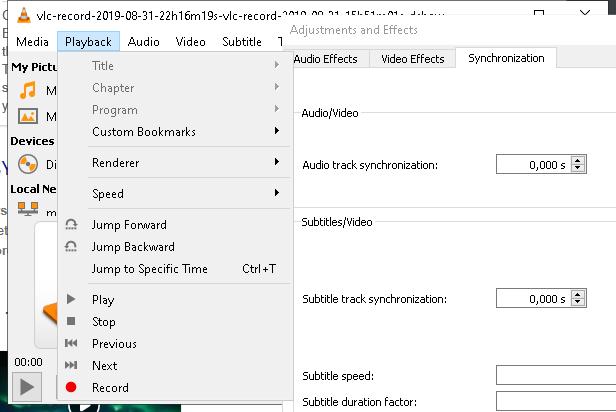 vlc-record-2019-08-31-22h16m19s-vlc-record-2019-08-31-15h51m01s-dshow
Adjustments and Effects
Media Playback Audio Video Subtitle T
Audio Effects Video Effects Synchronization
My Pictu
Devices
Di
Local Ne
m
00:00
Title
Chapter
Program
Custom Bookmarks
Renderer
Speed
Jump Forward
Jump Backward
Jump to Specific Time Ctrl+T
Play
Stop
Previous
Next
Record
Audio/Video
Audio track synchronization: 0,000 s
Subtitles/Video
Subtitle track synchronization: 0,000 s
Subtitle speed:
Subtitle duration factor: